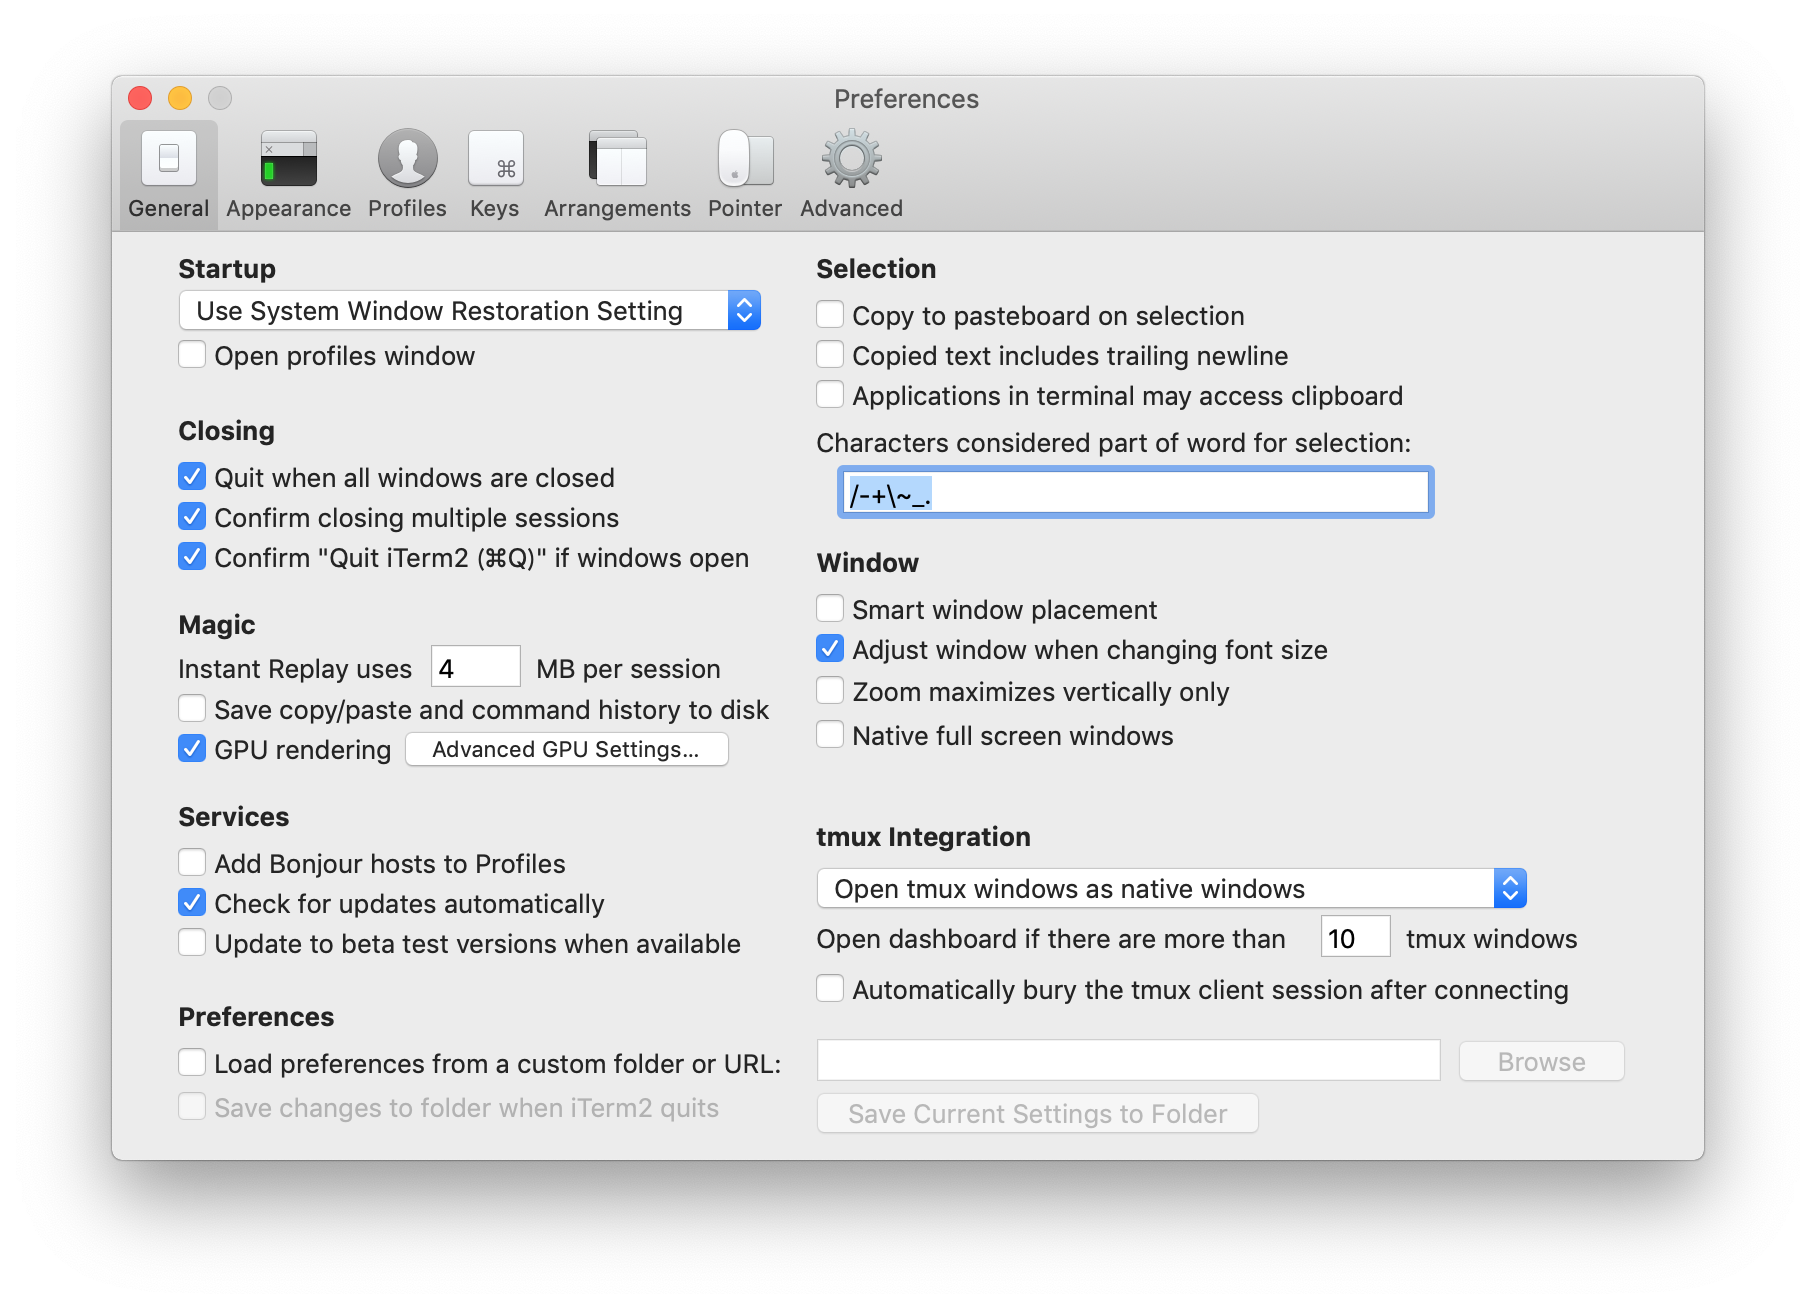 Preferences
General Appearance Profiles Keys Arrangements Pointer Advanced
Startup
Use System Window Restoration Setting
Open profiles window
Closing
Quit when all windows are closed
Confirm closing multiple sessions
Confirm "Quit iTerm2 (⌘Q)" if windows open
Magic
Instant Replay uses 4 MB per session
Save copy/paste and command history to disk
GPU rendering Advanced GPU Settings...
Services
Add Bonjour hosts to Profiles
Check for updates automatically
Update to beta test versions when available
Preferences
Load preferences from a custom folder or URL:
Save changes to folder when iTerm2 quits
Selection
Copy to pasteboard on selection
Copied text includes trailing newline
Applications in terminal may access clipboard
Characters considered part of word for selection:
/-+\~_.
Window
Smart window placement
Adjust window when changing font size
Zoom maximizes vertically only
Native full screen windows
tmux Integration
Open tmux windows as native windows
Open dashboard if there are more than 10 tmux windows
Automatically bury the tmux client session after connecting
Browse
Save Current Settings to Folder